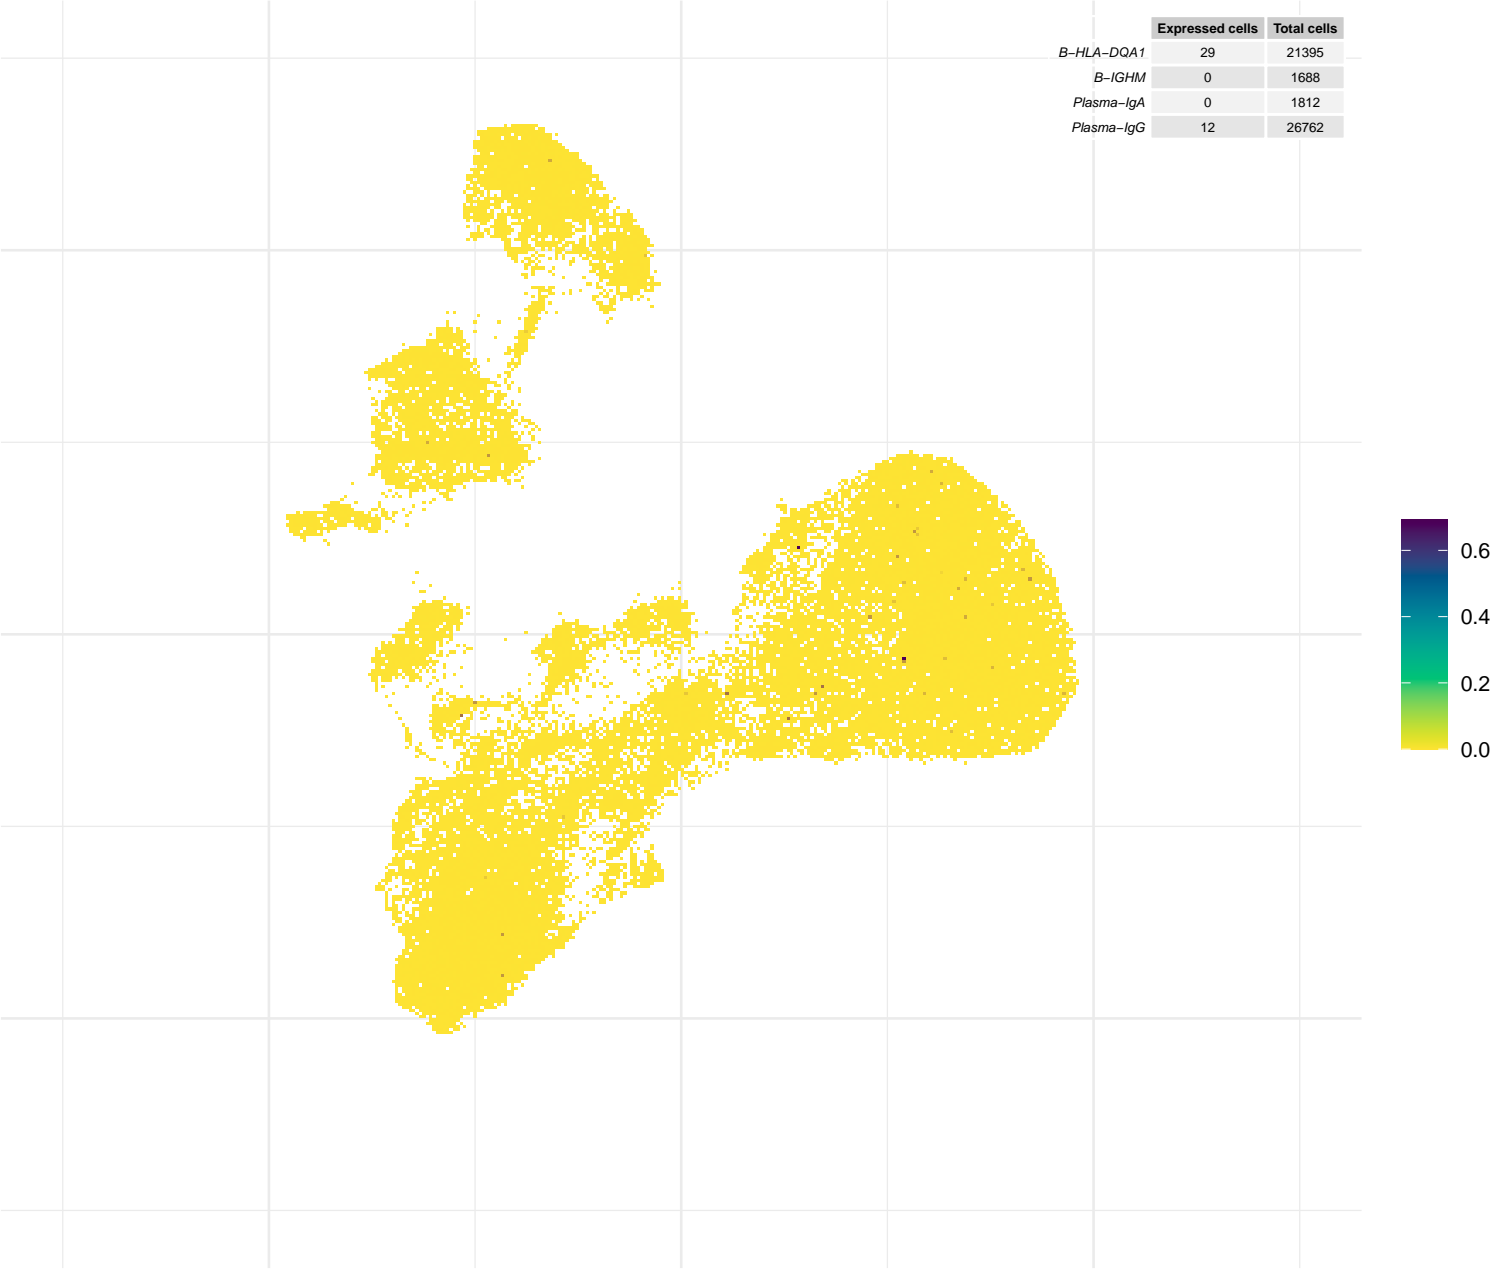 Expressed cells Total cells
B−HLA−DQA1 29 21395
B−IGHM 0 1688
Plasma−IgA 0 1812
Plasma−IgG 12 26762
0.6
0.4
0.2
0.0